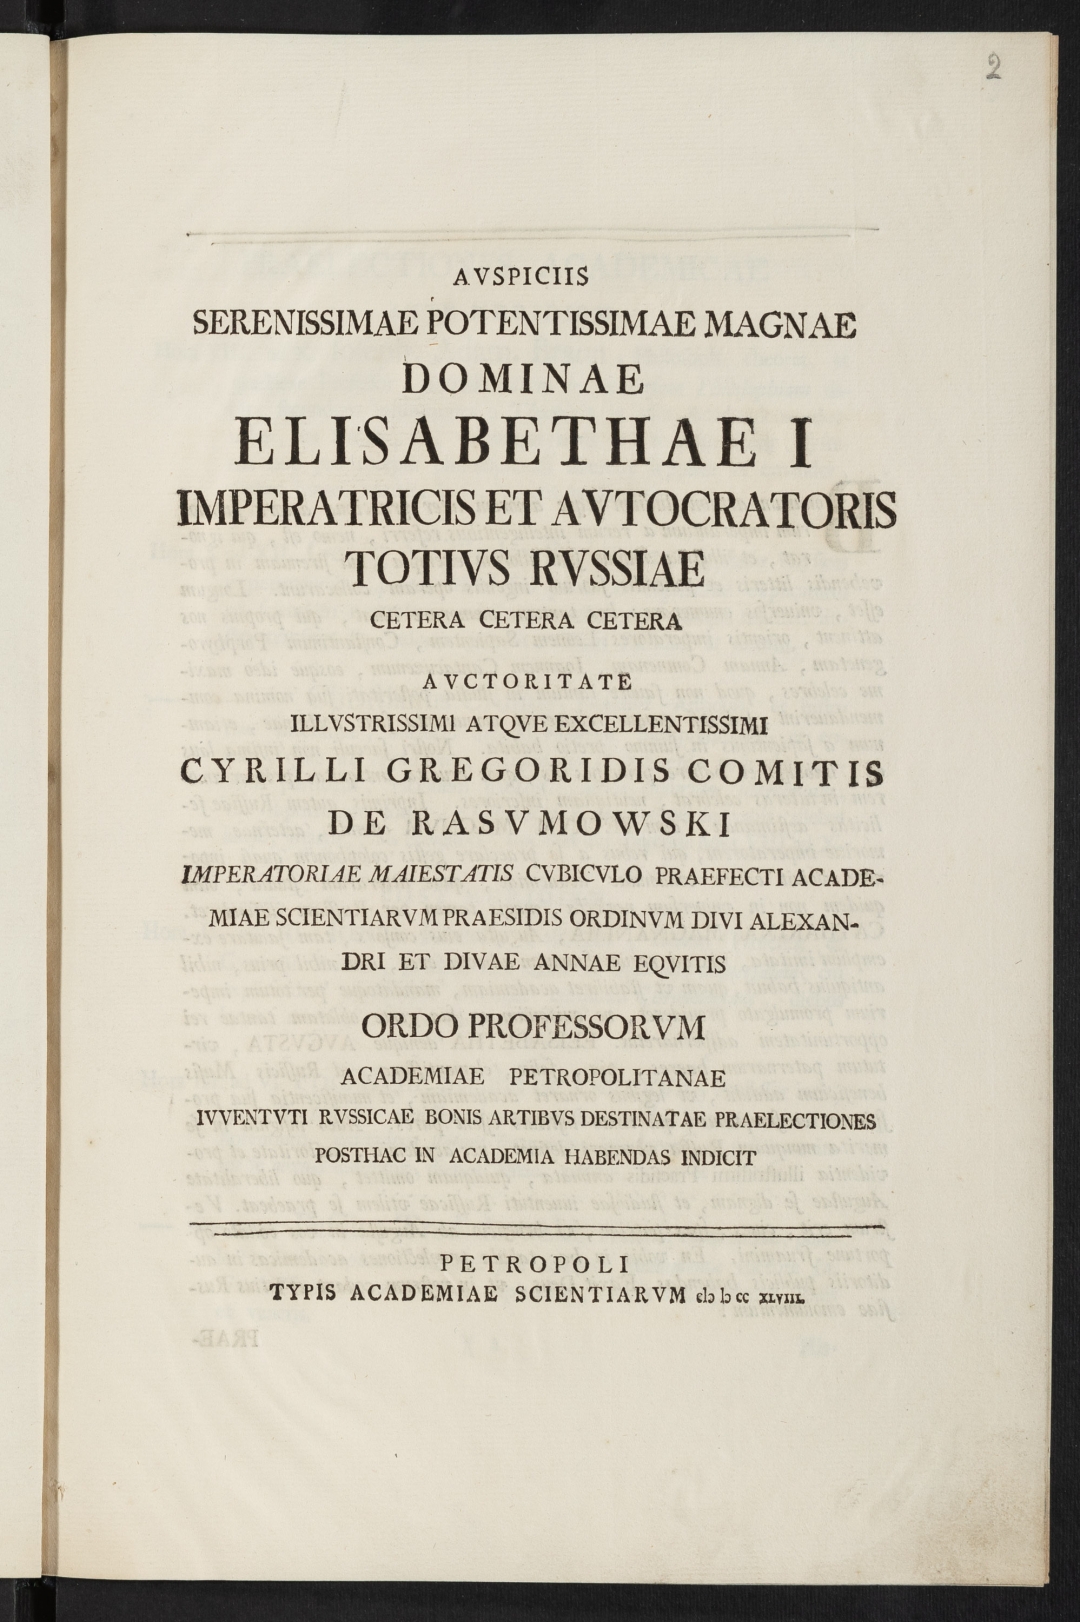 2
AVSPICIIS
SERENISSIMAE POTENTISSIMAE MAGNAE
DOMINAE
ELISABETHAE I
IMPERATRICIS ET AVTOCRATORIS
TOTIVS RVSSIAE
CETERA CETERA CETERA
AVCTORITATE
ILLVSTRISSIMI ATQVE EXCELLENTISSIMI
CYRILLI GREGORIDIS COMITIS
DE RASVMOWSKI
IMPERATORIAE MAIESTATIS CVBICVLO PRAEFECTI ACADE-
MIAE SCIENTIARVM PRAESIDIS ORDINVM DIVI ALEXAN-
DRI ET DIVAE ANNAE EQVITIS
ORDO PROFESSORVM
ACADEMIAE PETROPOLITANAE
IVVENTVTI RVSSICAE BONIS ARTIBVS DESTINATAE PRAELECTIONES
POSTHAC IN ACADEMIA HABENDAS INDICIT
PETROPOLI
TYPIS ACADEMIAE SCIENTIARVM cIↄ Iↄ cc XLVIII.